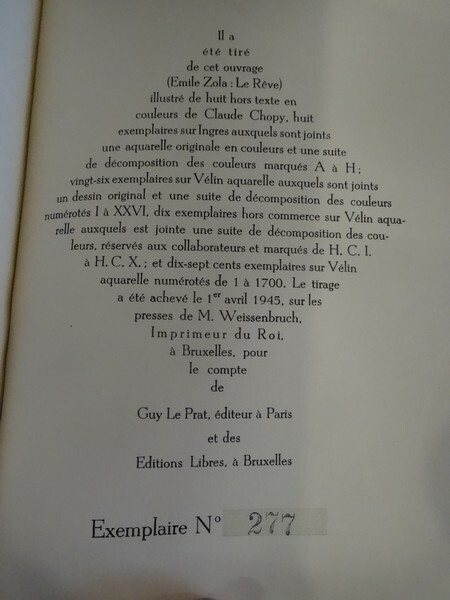 Il a
été tiré
de cet ouvrage
(Emile Zola : Le Rêve)
illustré de huit hors texte en
couleurs de Claude Chopy, huit
exemplaires sur Ingres auxquels sont joints
une aquarelle originale en couleurs et une suite
de décomposition des couleurs marqués A à H ;
vingt-six exemplaires sur Vélin aquarelle auxquels sont joints
un dessin original et une suite de décomposition des couleurs
numérotés I à XXVI, dix exemplaires hors commerce sur Vélin aqua-
relle auxquels est jointe une suite de décomposition des cou-
leurs, réservés aux collaborateurs et marqués de H. C. I.
à H. C. X. ; et dix-sept cents exemplaires sur Vélin
aquarelle numérotés de 1 à 1700. Le tirage
a été achevé le 1er avril 1945, sur les
presses de M. Weissenbruch,
Imprimeur du Roi,
à Bruxelles, pour
le compte
de
Guy Le Prat, éditeur à Paris
et des
Editions Libres, à Bruxelles
Exemplaire N° 277